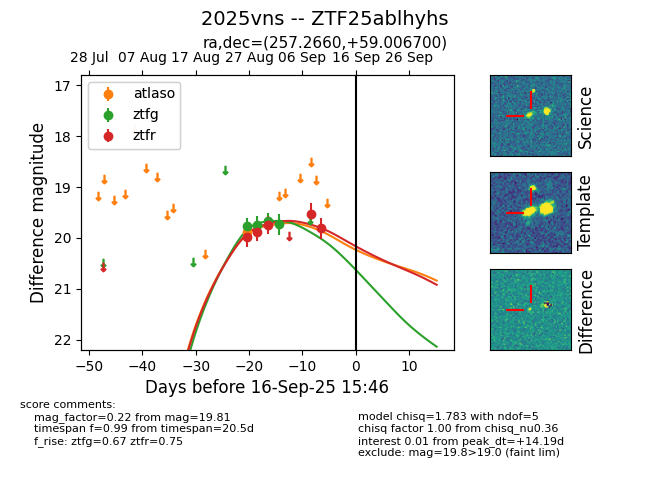 2025vns -- ZTF25ablhyhs
ra,dec=(257.2660,+59.006700)
28 Jul 07 Aug 17 Aug 27 Aug 06 Sep 16 Sep 26 Sep
17
18
19
20
21
22
Difference magnitude
atlaso
ztfg
ztfr
−50 −40 −30 −20 −10 0 10
Days before 16-Sep-25 15:46
Science
Template
Difference
score comments:
mag_factor=0.22 from mag=19.81
timespan f=0.99 from timespan=20.5d
f_rise: ztfg=0.67 ztfr=0.75
model chisq=1.783 with ndof=5
chisq factor 1.00 from chisq_nu0.36
interest 0.01 from peak_dt=+14.19d
exclude: mag=19.8>19.0 (faint lim)